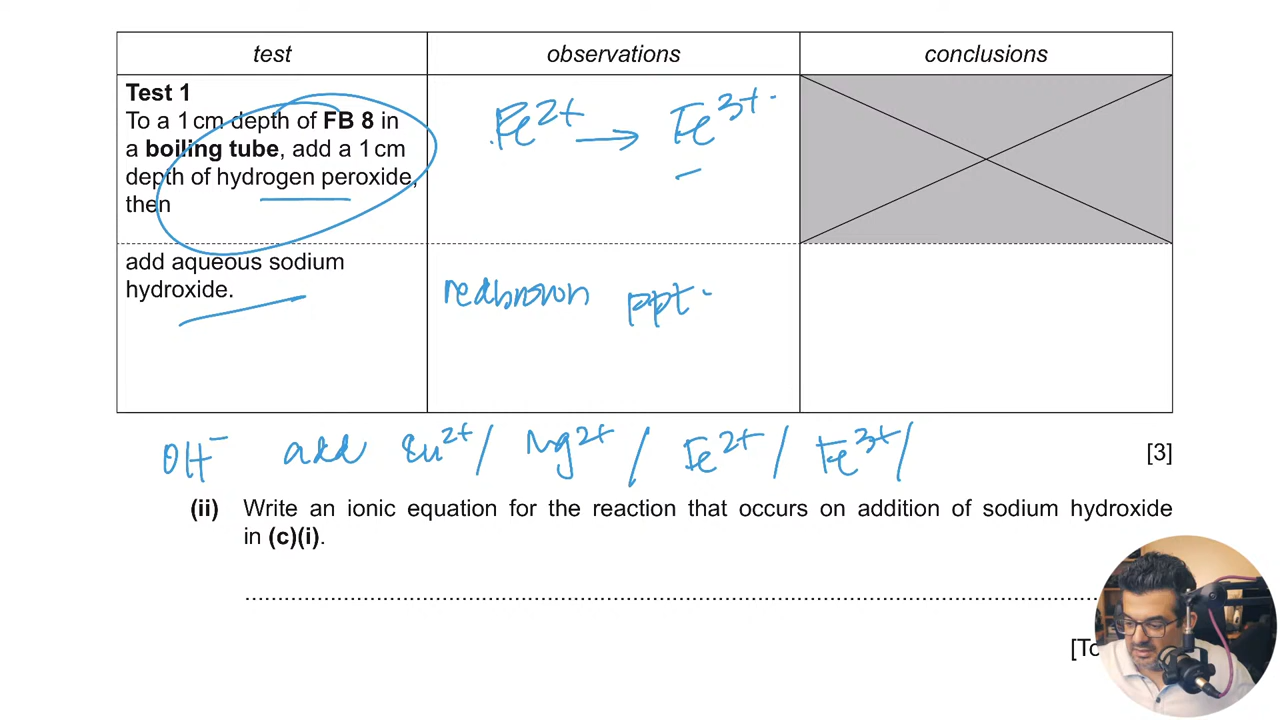 test
observations
conclusions
Test 1
To a 1 cm depth of FB 8 in
a boiling tube, add a 1 cm
depth of hydrogen peroxide,
then
Fe2+ → Fe3+
add aqueous sodium
hydroxide.
redbrown ppt
OH− add Cu2+/ Mg2+/ Fe2+/ Fe3+/
[3]
(ii) Write an ionic equation for the reaction that occurs on addition of sodium hydroxide
in (c)(i).
[To